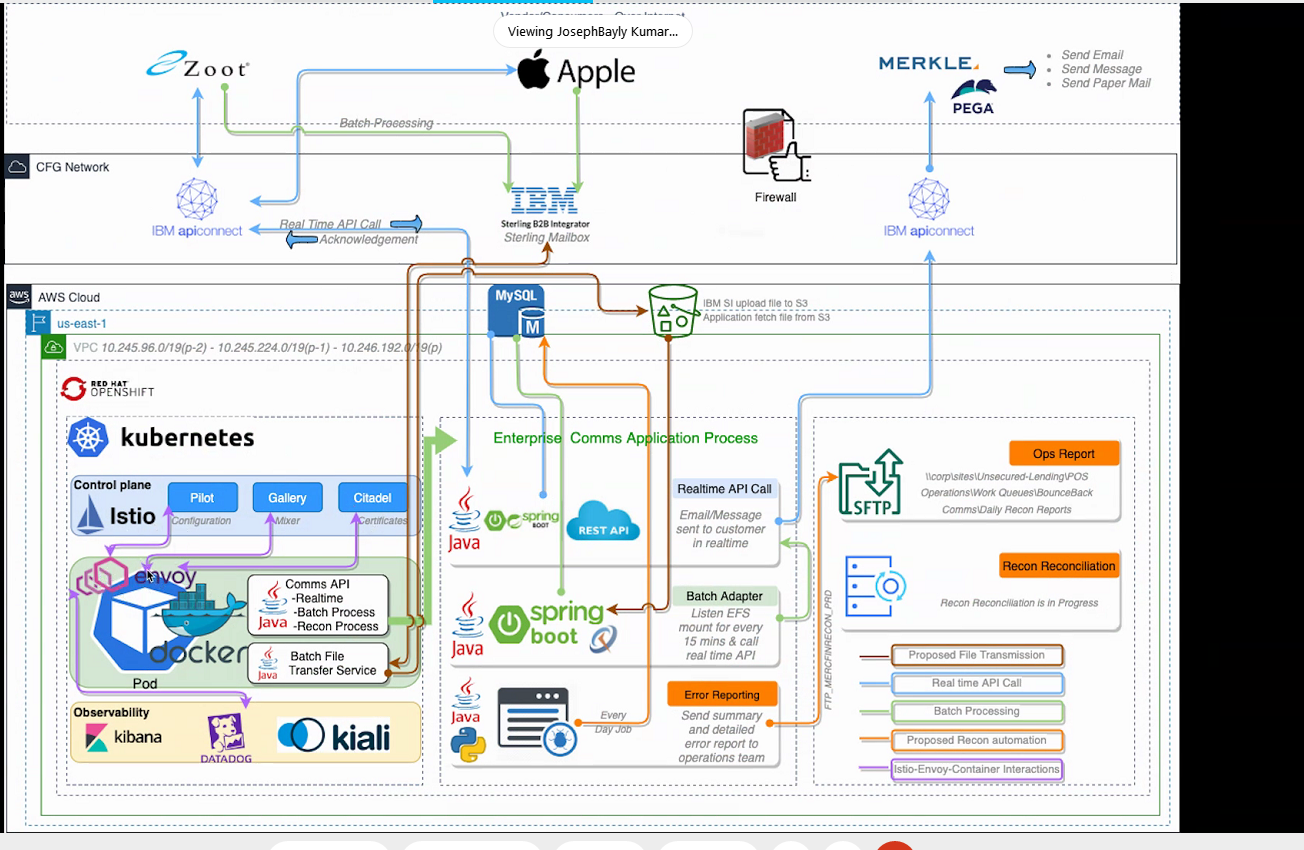 Viewing JosephBayly Kumar...
Zoot
Apple
MERKLE
PEGA
Send Email
Send Message
Send Paper Mail
Batch Processing
CFG Network
IBM apiconnect
Real Time API Call
Acknowledgement
IBM
Sterling B2B Integrator
Sterling Mailbox
Firewall
IBM apiconnect
aws
AWS Cloud
us-east-1
VPC 10.245.96.0/19(p-2) - 10.245.224.0/19(p-1) - 10.246.192.0/19(p)
MySQL
M
IBM SI upload file to S3
Application fetch file from S3
RED HAT
OPENSHIFT
kubernetes
Control plane
Istio
Pilot
Configuration
Gallery
Mixer
Citadel
Certificates
envoy
docker
Pod
Comms API
-Realtime
-Batch Process
-Recon Process
Java
Batch File
Transfer Service
Java
Observability
kibana
DATADOG
kiali
Enterprise Comms Application Process
Java
spring
BOOT
REST API
Realtime API Call
Email/Message
sent to customer
in realtime
Java
spring
boot
Batch Adapter
Listen EFS
mount for every
15 mins & call
real time API
Java
Every
Day Job
Error Reporting
Send summary
and detailed
error report to
operations team
FTP_MERCFINRECON_PRD
SFTP
Ops Report
\\corp\sites\Unsecured-Lending\POS
Operations\Work Queues\BounceBack
Comms\Daily Recon Reports
Recon Reconciliation
Recon Reconciliation is in Progress
Proposed File Transmission
Real time API Call
Batch Processing
Proposed Recon automation
Istio-Envoy-Container Interactions